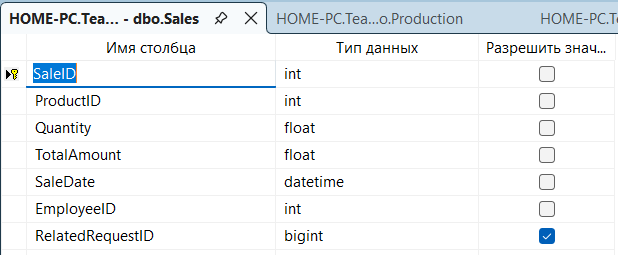 HOME-PC.Tea... - dbo.Sales HOME-PC.Tea...o.Production HOME-PC.Te
Имя столбца Тип данных Разрешить знач...
SaleID int
ProductID int
Quantity float
TotalAmount float
SaleDate datetime
EmployeeID int
RelatedRequestID bigint